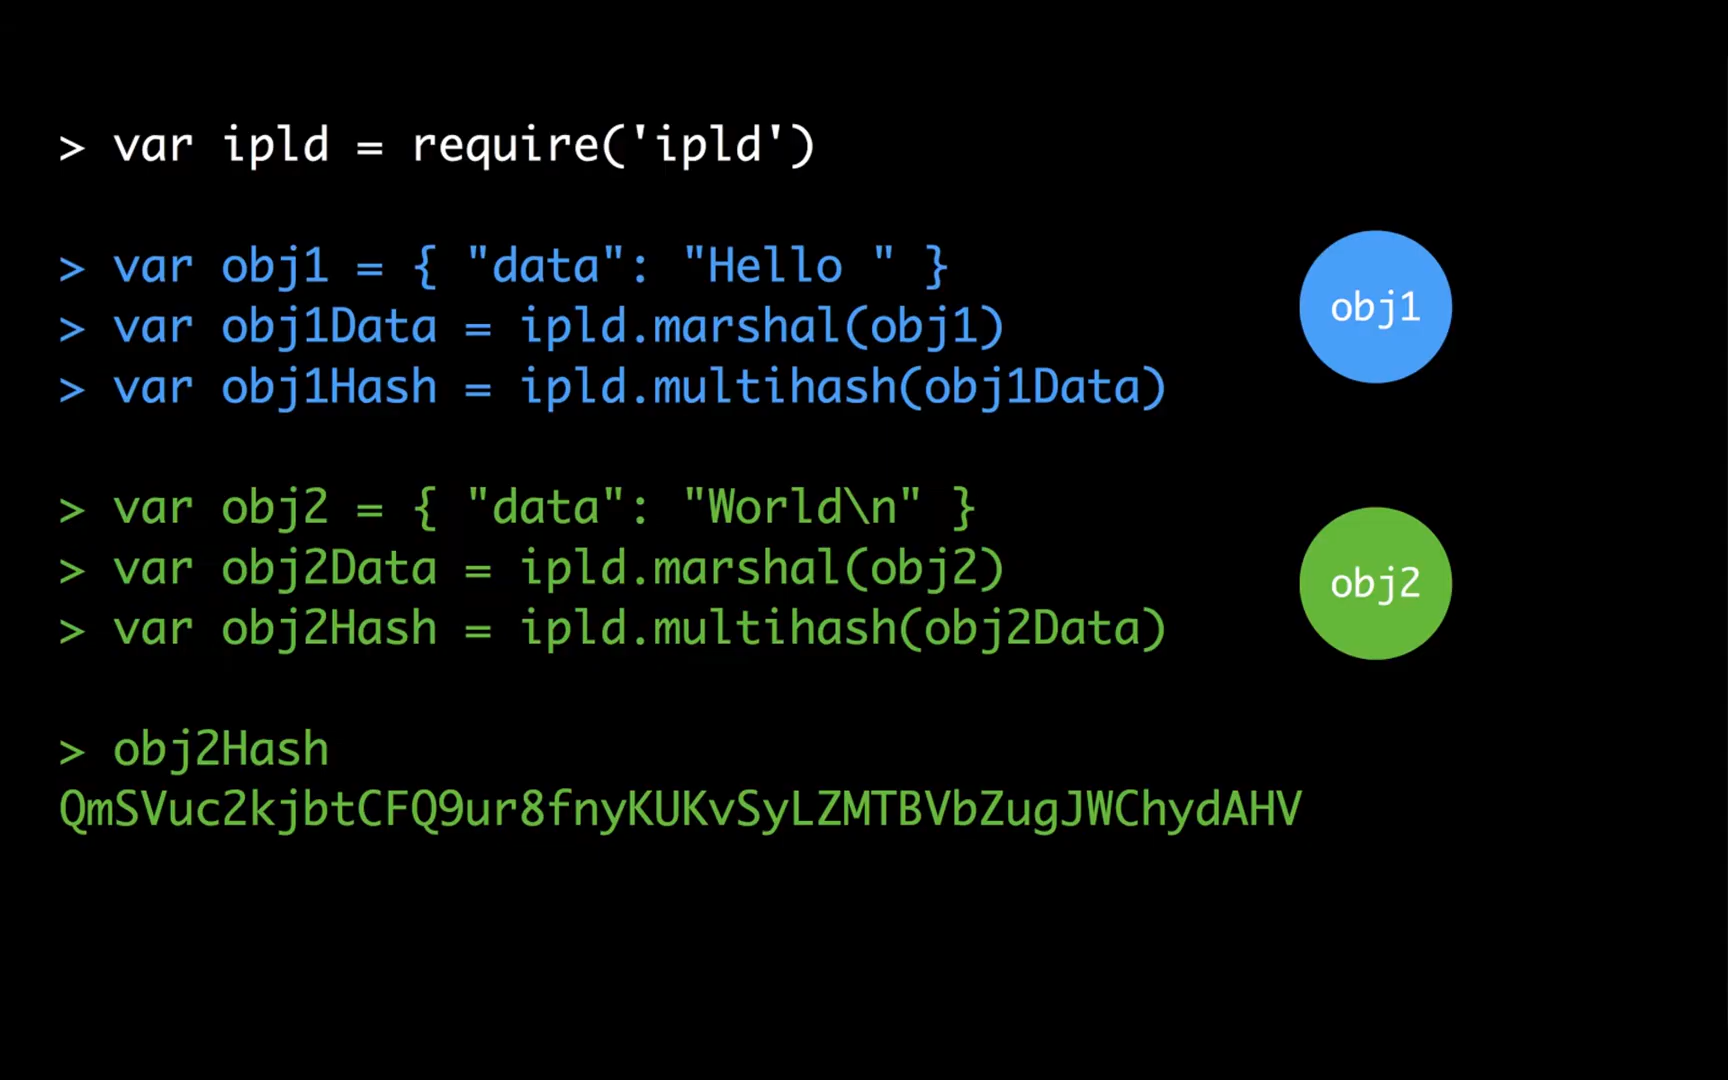 > var ipld = require('ipld')
> var obj1 = { "data": "Hello " }
> var obj1Data = ipld.marshal(obj1)
> var obj1Hash = ipld.multihash(obj1Data)
obj1
> var obj2 = { "data": "World\n" }
> var obj2Data = ipld.marshal(obj2)
> var obj2Hash = ipld.multihash(obj2Data)
obj2
> obj2Hash
QmSVuc2kjbtCFQ9ur8fnyKUKvSyLZMTBVbZugJWChydAHV